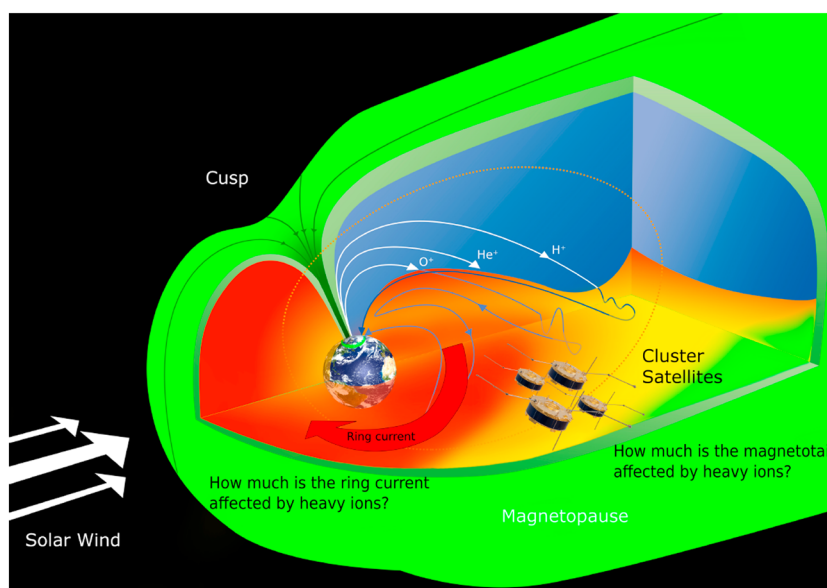 Cusp
O⁺
He⁺
H⁺
Cluster
Satellites
Ring current
How much is the magnetota
affected by heavy ions?
How much is the ring current
affected by heavy ions?
Magnetopause
Solar Wind